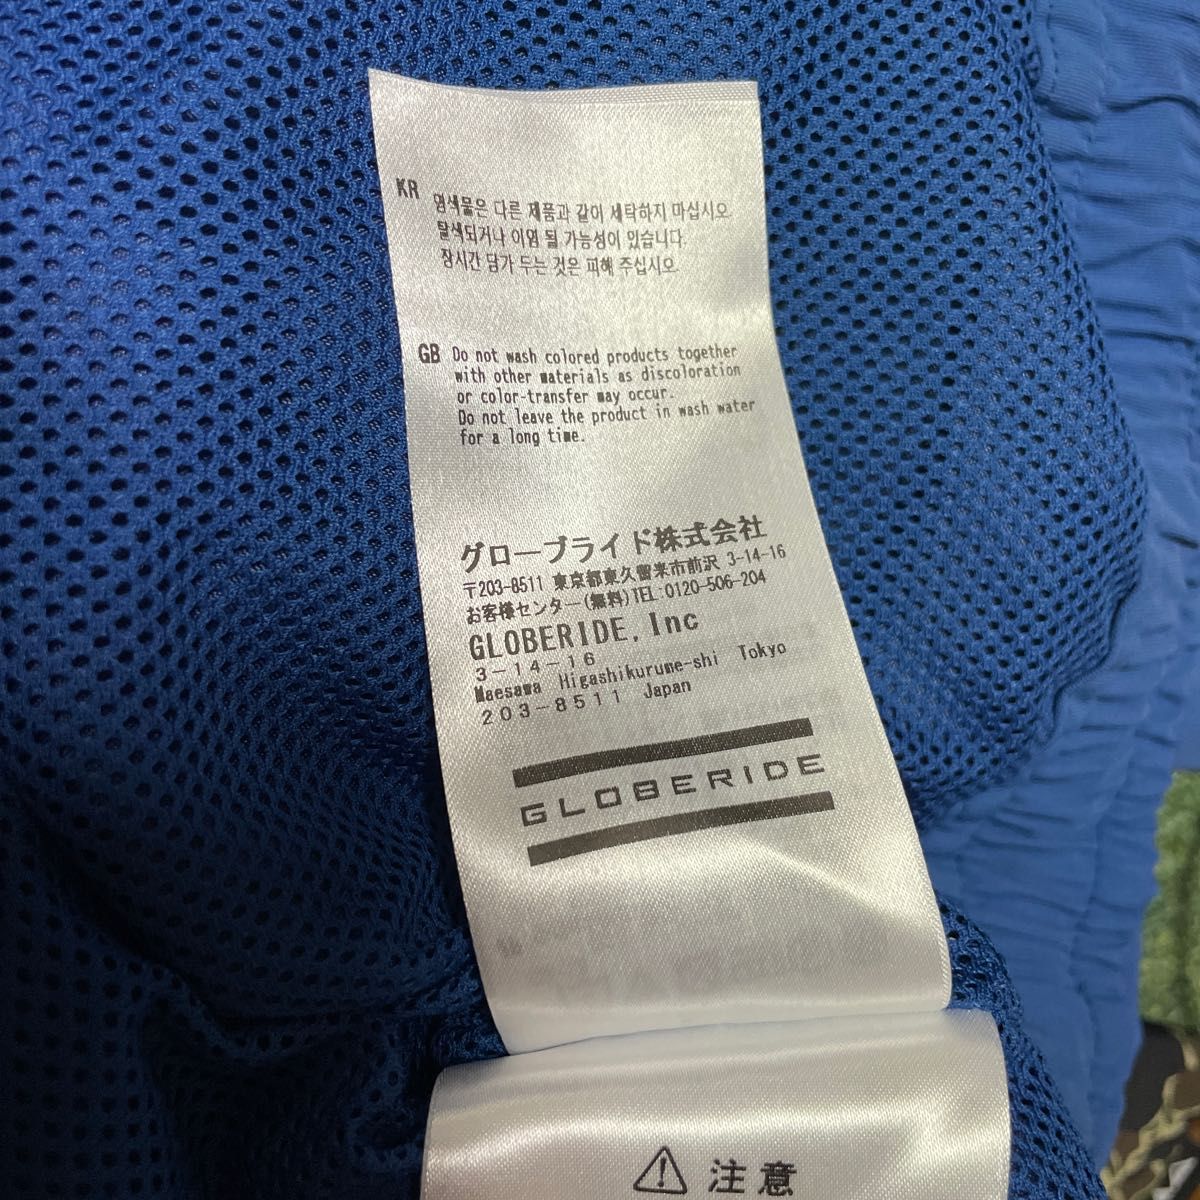 KR 염색물은 다른 제품과 같이 세탁하지 마십시오.
탈색되거나 이염 될 가능성이 있습니다.
장시간 담가 두는 것은 피해 주십시오.
GB Do not wash colored products together
with other materials as discoloration
or color-transfer may occur.
Do not leave the product in wash water
for a long time.
グローブライド株式会社
〒203-8511 東京都東久留米市前沢 3-14-16
お客様センター(無料)TEL:0120-506-204
GLOBERIDE, Inc
3-14-16
Maesawa Higashikurume-shi Tokyo
203-8511 Japan
GLOBERIDE
注意